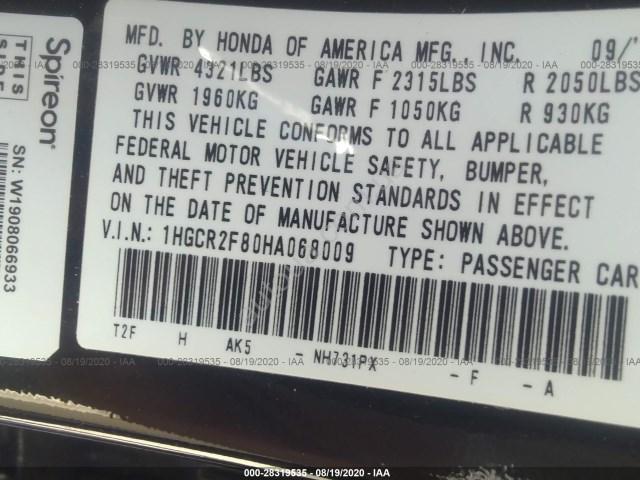 MFD. BY HONDA OF AMERICA MFG., INC. 09/
GVWR 4321LBS GAWR F 2315LBS R 2050LBS
GVWR 1960KG GAWR F 1050KG R 930KG
THIS VEHICLE CONFORMS TO ALL APPLICABLE
FEDERAL MOTOR VEHICLE SAFETY, BUMPER,
AND THEFT PREVENTION STANDARDS IN EFFECT
ON THE DATE OF MANUFACTURE SHOWN ABOVE.
V.I.N.: 1HGCR2F80HA068009 TYPE: PASSENGER CAR
T2F H AK5 - NH731PX - F - A
THIS
SIDE
Spireon
SN: W1908066933
000-28319535 - 08/19/2020 - IAA